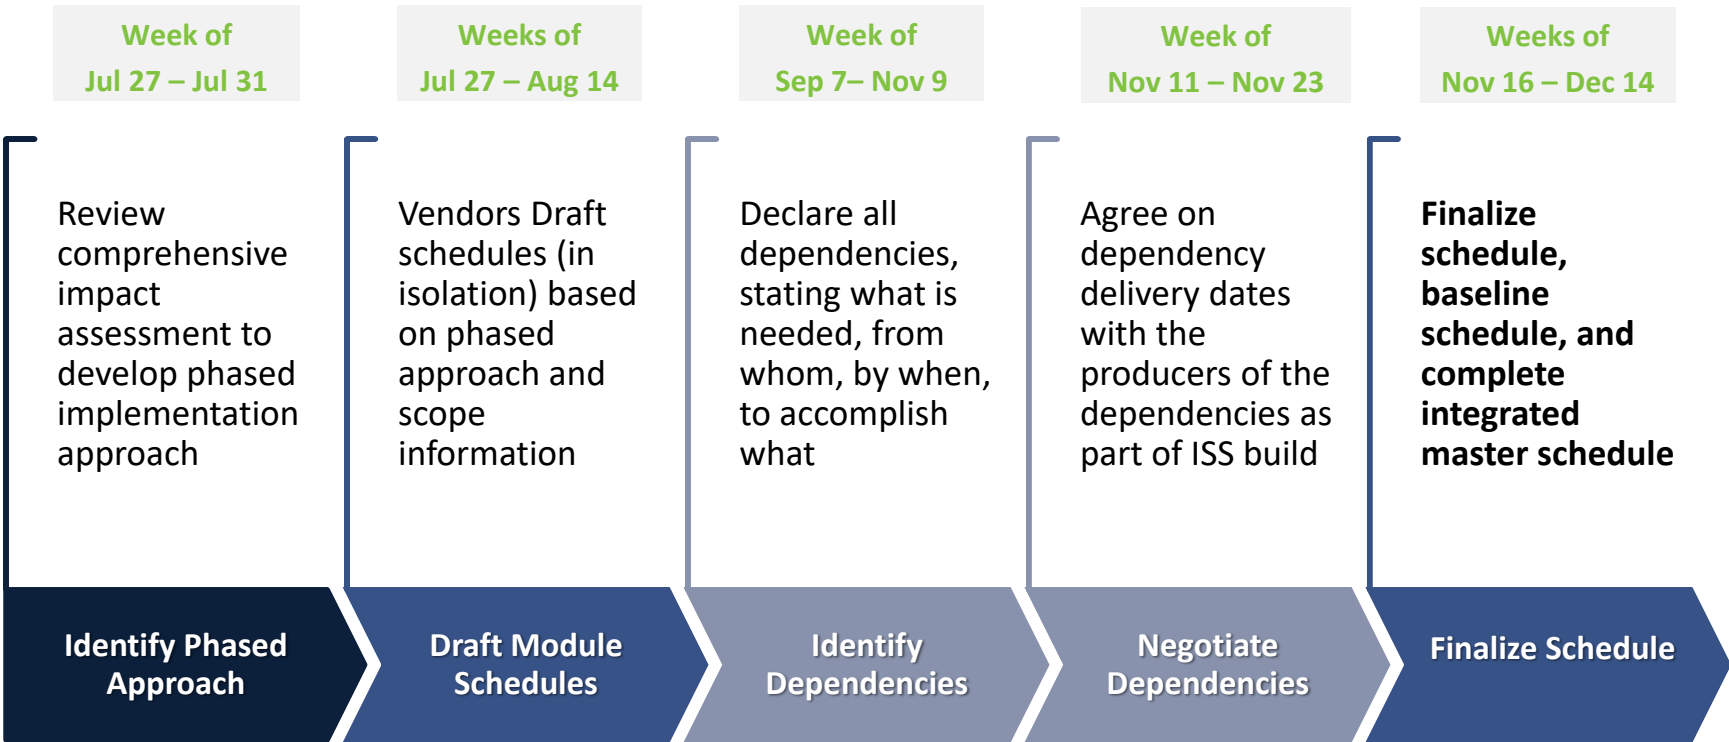 Week of
Jul 27 – Jul 31
Weeks of
Jul 27 – Aug 14
Week of
Sep 7– Nov 9
Week of
Nov 11 – Nov 23
Weeks of
Nov 16 – Dec 14
Review
comprehensive
impact
assessment to
develop phased
implementation
approach
Vendors Draft
schedules (in
isolation) based
on phased
approach and
scope
information
Declare all
dependencies,
stating what is
needed, from
whom, by when,
to accomplish
what
Agree on
dependency
delivery dates
with the
producers of the
dependencies as
part of ISS build
Finalize
schedule,
baseline
schedule, and
complete
integrated
master schedule
Identify Phased
Approach
Draft Module
Schedules
Identify
Dependencies
Negotiate
Dependencies
Finalize Schedule